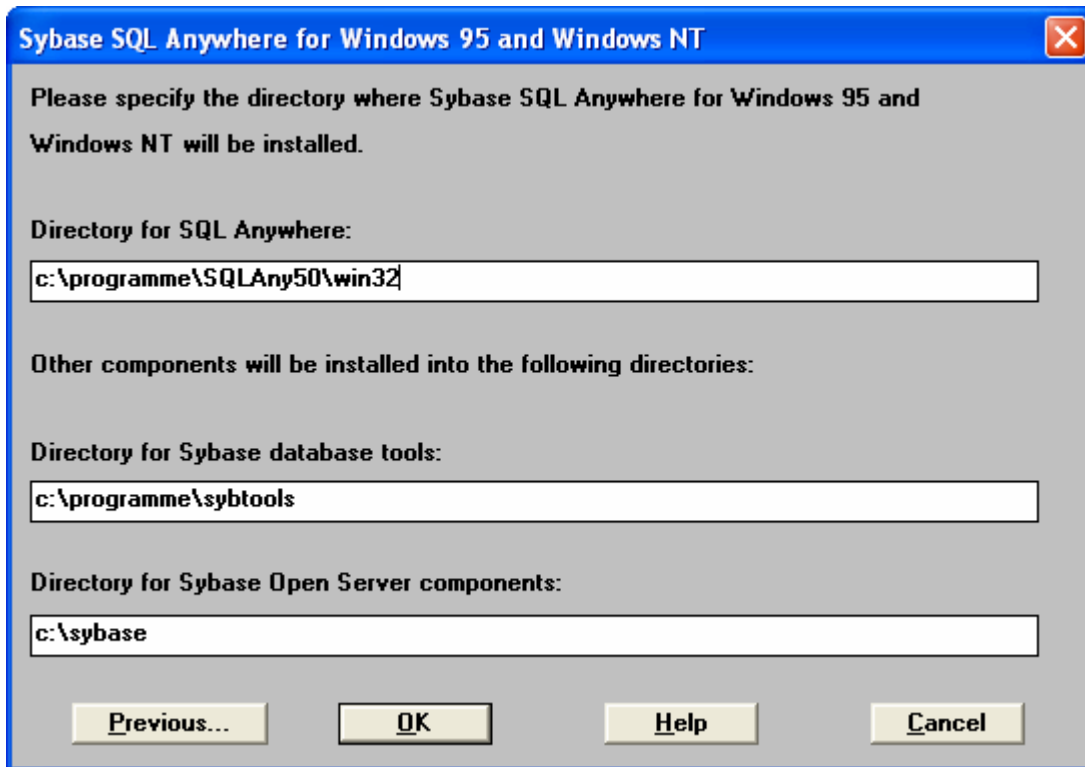 Sybase SQL Anywhere for Windows 95 and Windows NT
Please specify the directory where Sybase SQL Anywhere for Windows 95 and
Windows NT will be installed.
Directory for SQL Anywhere:
c:\programme\SQLAny50\win32
Other components will be installed into the following directories:
Directory for Sybase database tools:
c:\programme\sybtools
Directory for Sybase Open Server components:
c:\sybase
Previous... OK Help Cancel